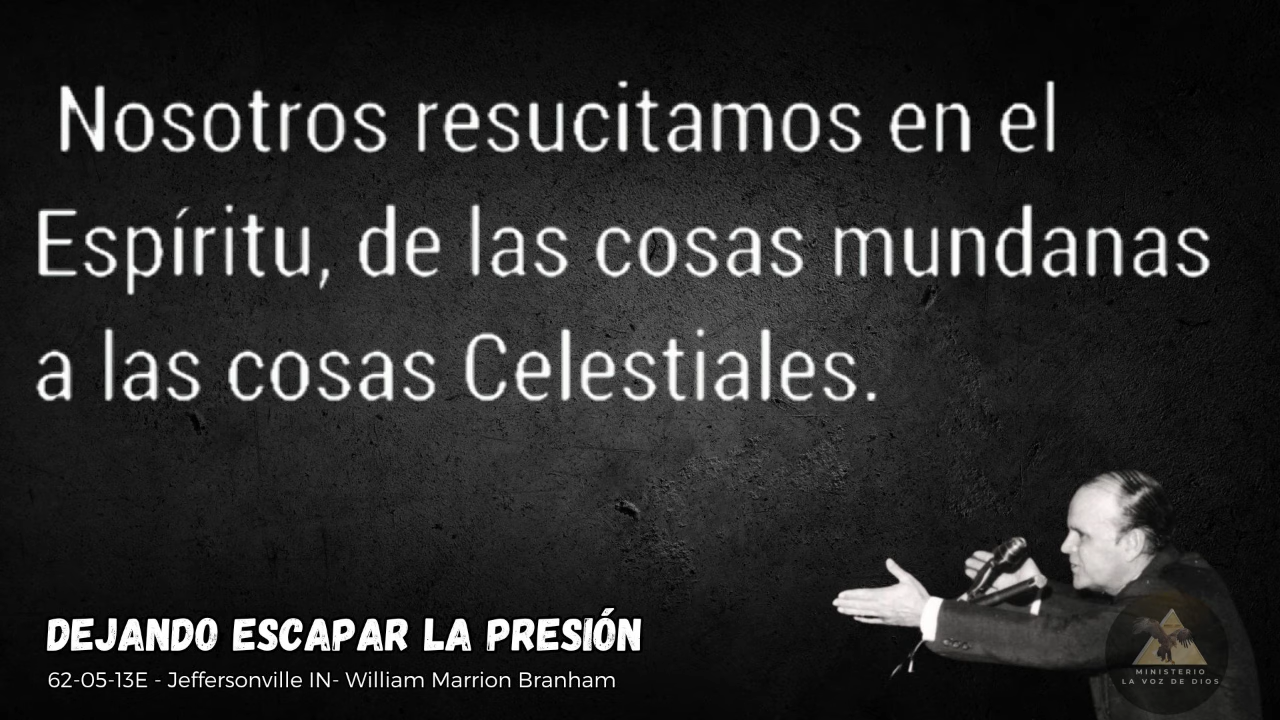 Nosotros resucitamos en el
Espíritu, de las cosas mundanas
a las cosas Celestiales.
DEJANDO ESCAPAR LA PRESIÓN
62-05-13E - Jeffersonville IN- William Marrion Branham
MINISTERIO
LA VOZ DE DIOS